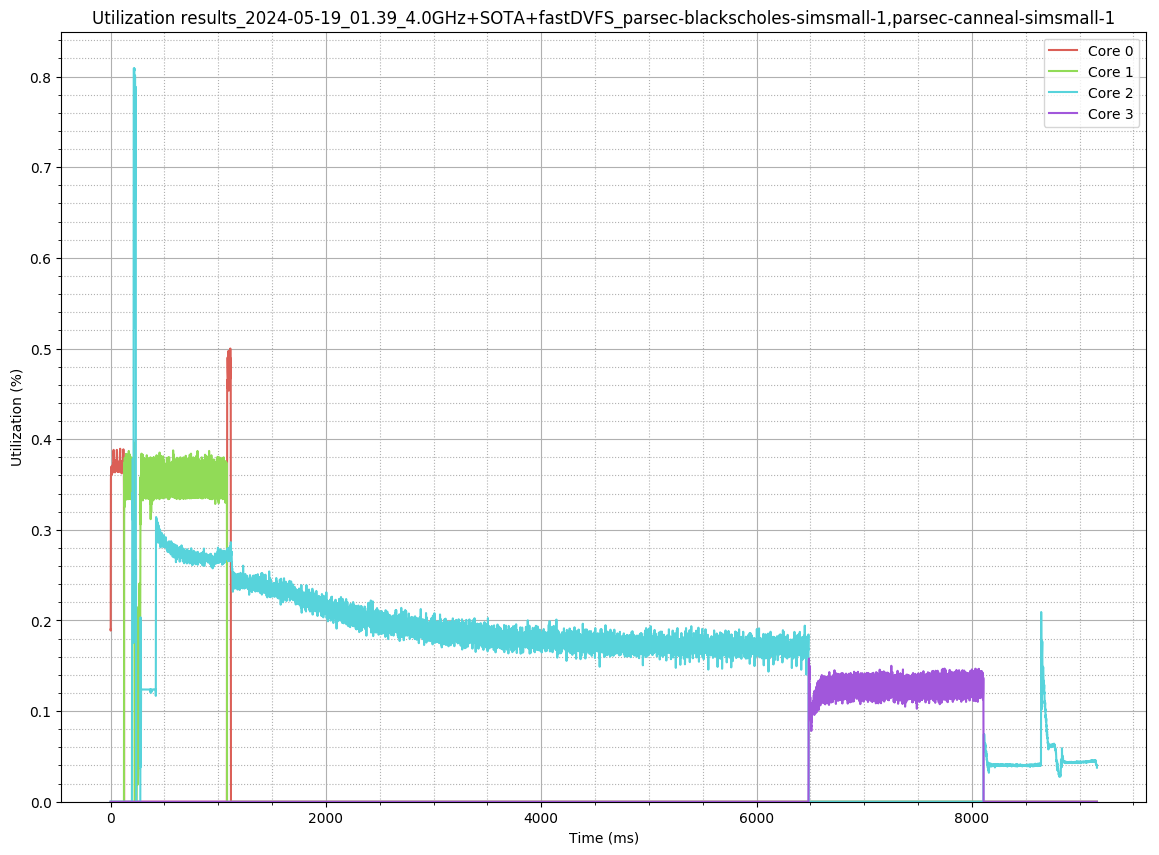 Utilization results_2024-05-19_01.39_4.0GHz+SOTA+fastDVFS_parsec-blackscholes-simsmall-1,parsec-canneal-simsmall-1
Core 0
Core 1
Core 2
Core 3
Utilization (%)
0.8
0.7
0.6
0.5
0.4
0.3
0.2
0.1
0.0
0 2000 4000 6000 8000
Time (ms)